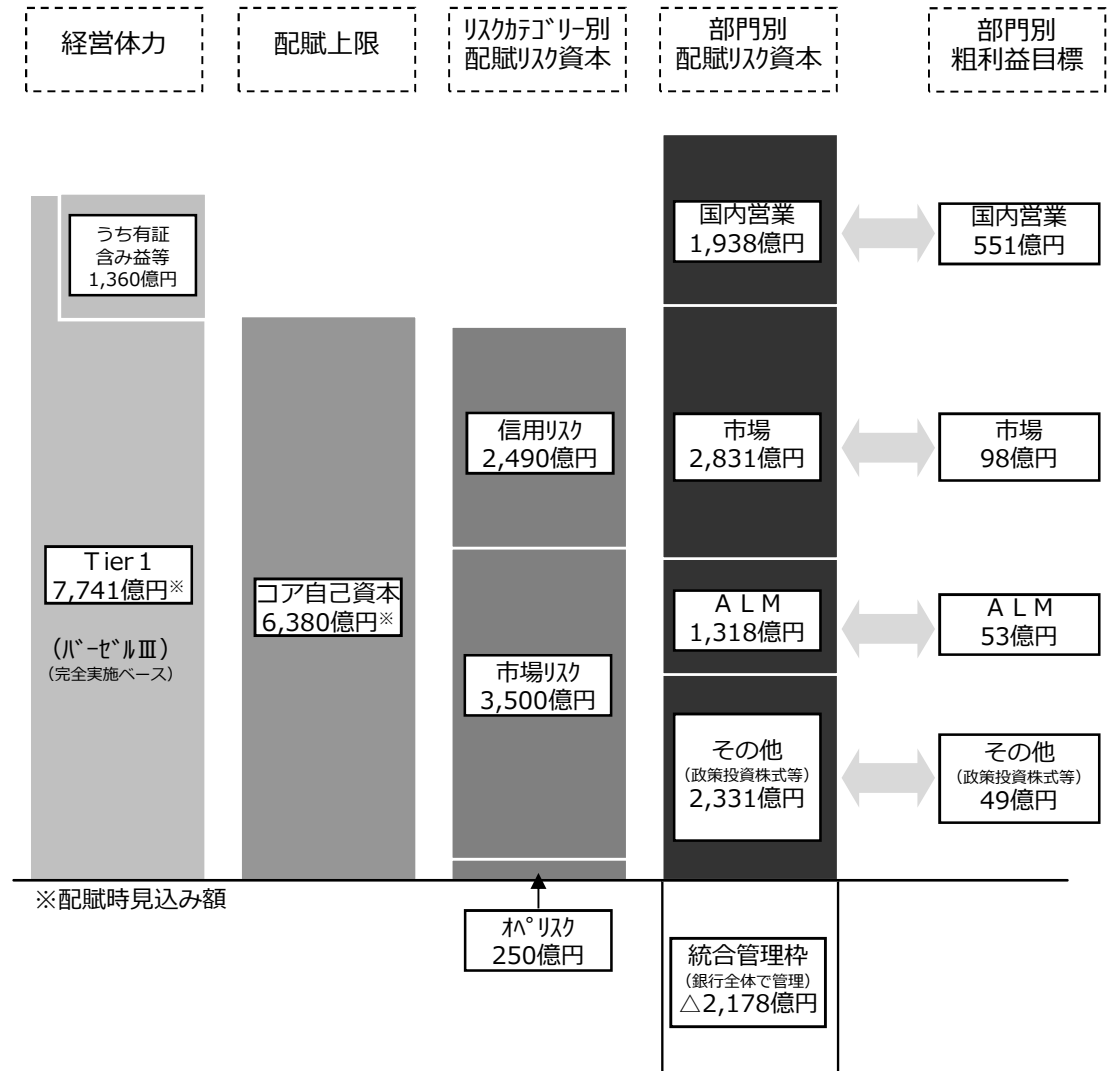 経営体力
配賦上限
ﾘｽｸｶﾃｺﾞﾘｰ別
配賦ﾘｽｸ資本
部門別
配賦ﾘｽｸ資本
部門別
粗利益目標
うち有証
含み益等
1,360億円
Tier1
7,741億円※
(ﾊﾞｰｾﾞﾙⅢ)
(完全実施ベース)
コア自己資本
6,380億円※
信用ﾘｽｸ
2,490億円
市場ﾘｽｸ
3,500億円
ｵﾍﾟﾘｽｸ
250億円
国内営業
1,938億円
市場
2,831億円
ＡＬＭ
1,318億円
その他
(政策投資株式等)
2,331億円
統合管理枠
(銀行全体で管理)
△2,178億円
国内営業
551億円
市場
98億円
ＡＬＭ
53億円
その他
(政策投資株式等)
49億円
※配賦時見込み額